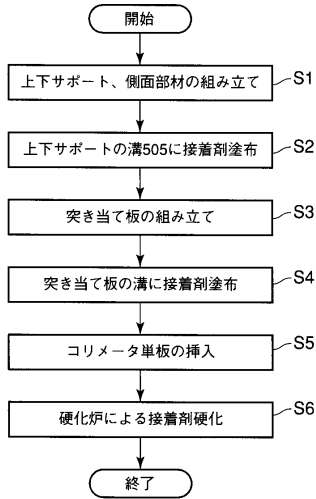 開始
上下サポート、側面部材の組み立て
S1
上下サポートの溝505に接着剤塗布
S2
突き当て板の組み立て
S3
突き当て板の溝に接着剤塗布
S4
コリメータ単板の挿入
S5
硬化炉による接着剤硬化
S6
終了